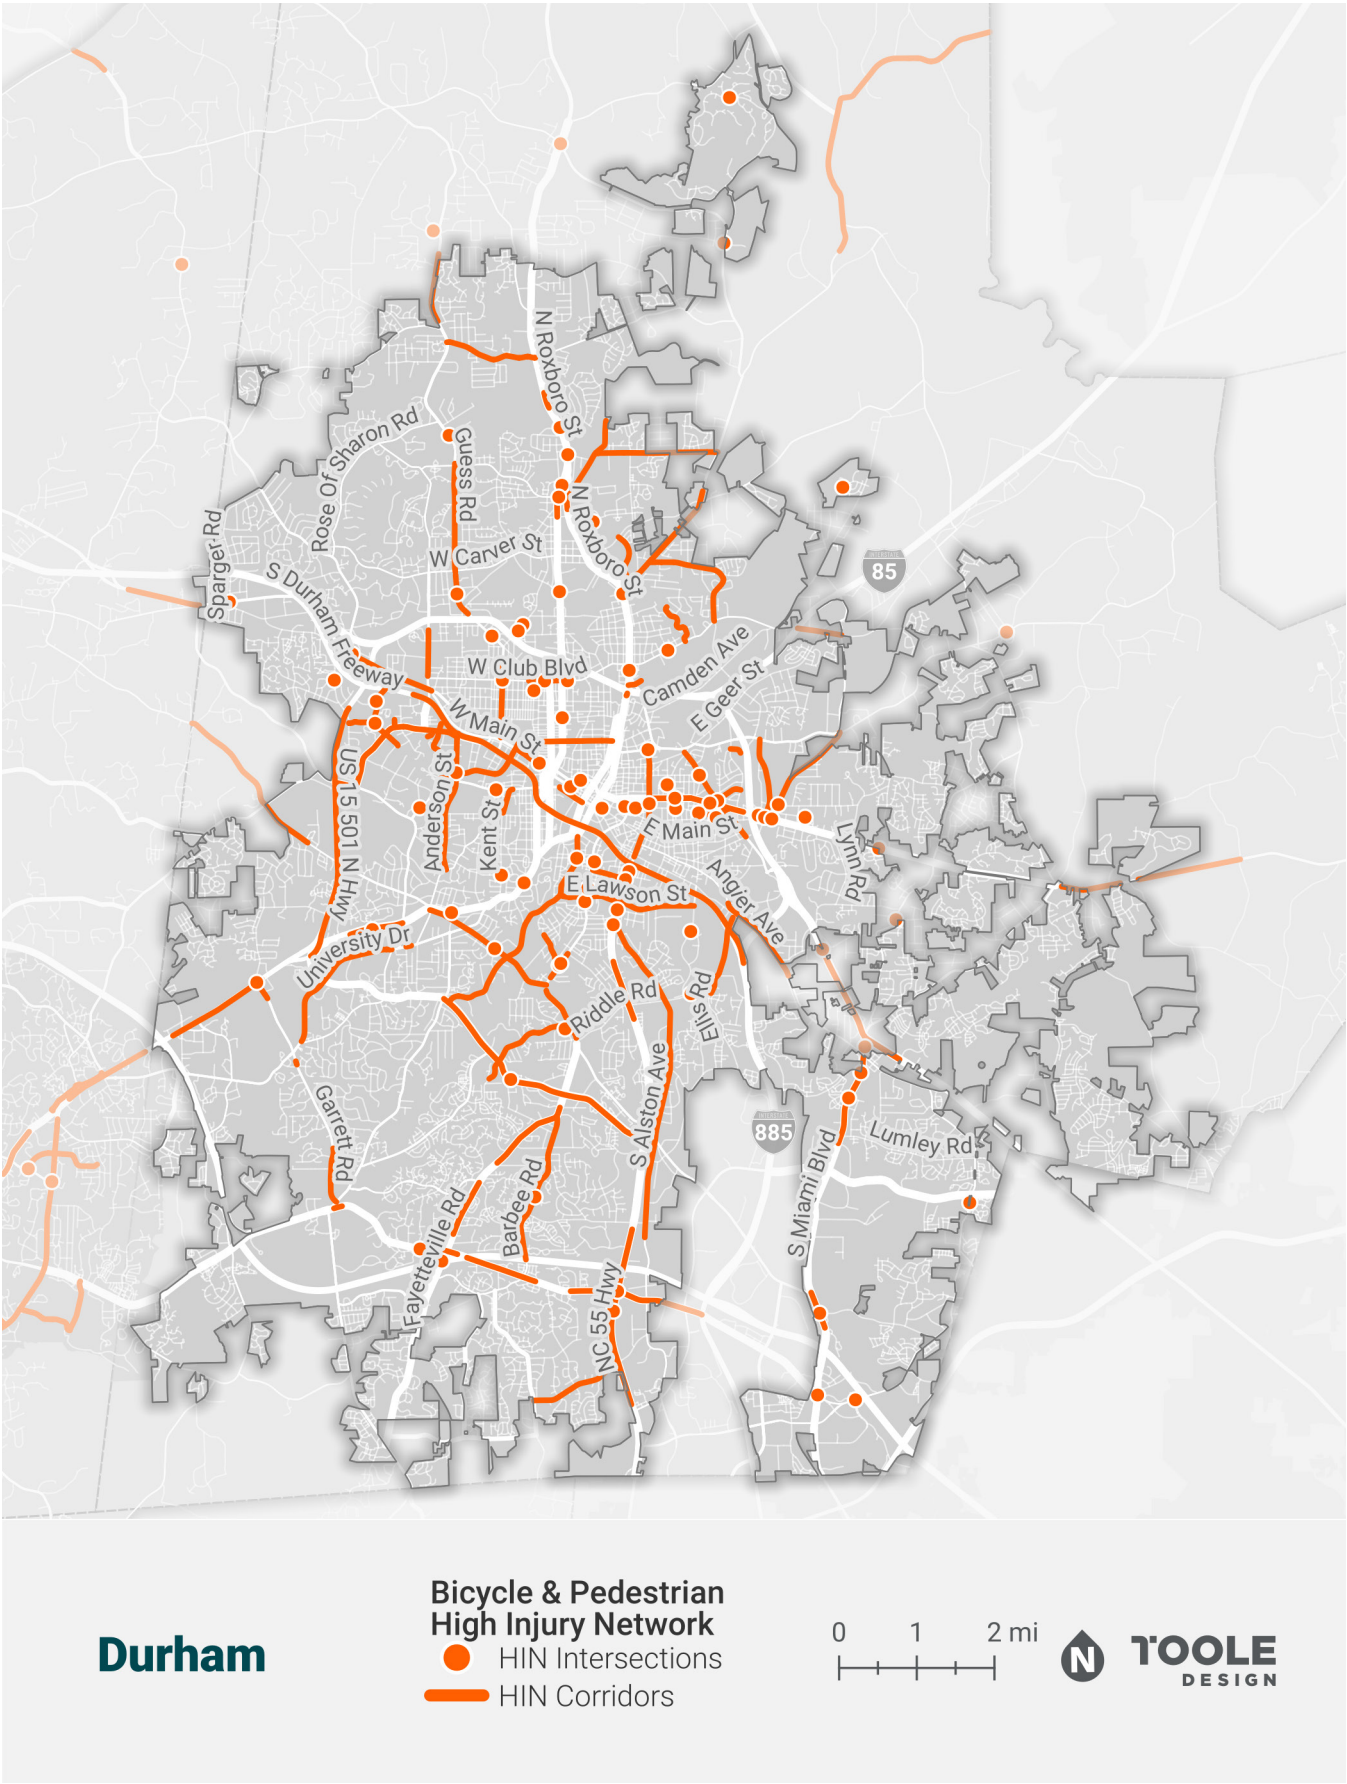 N Roxboro St
Rose Of Sharon Rd
Guess Rd
N Roxboro St
W Carver St
Sparger Rd
INTERSTATE
85
S Durham Freeway
W Club Blvd
Camden Ave
E Geer St
W Main St
US 15 501 N Hwy
Anderson St
Kent St
E Main St
Lynn Rd
Angier Ave
E Lawson St
University Dr
Riddle Rd
Ellis Rd
S Alston Ave
Garrett Rd
INTERSTATE
885
Lumley Rd
S Miami Blvd
Barbee Rd
Fayetteville Rd
NC 55 Hwy
Durham
Bicycle & Pedestrian
High Injury Network
HIN Intersections
HIN Corridors
0 1 2 mi
N
TOOLE
DESIGN